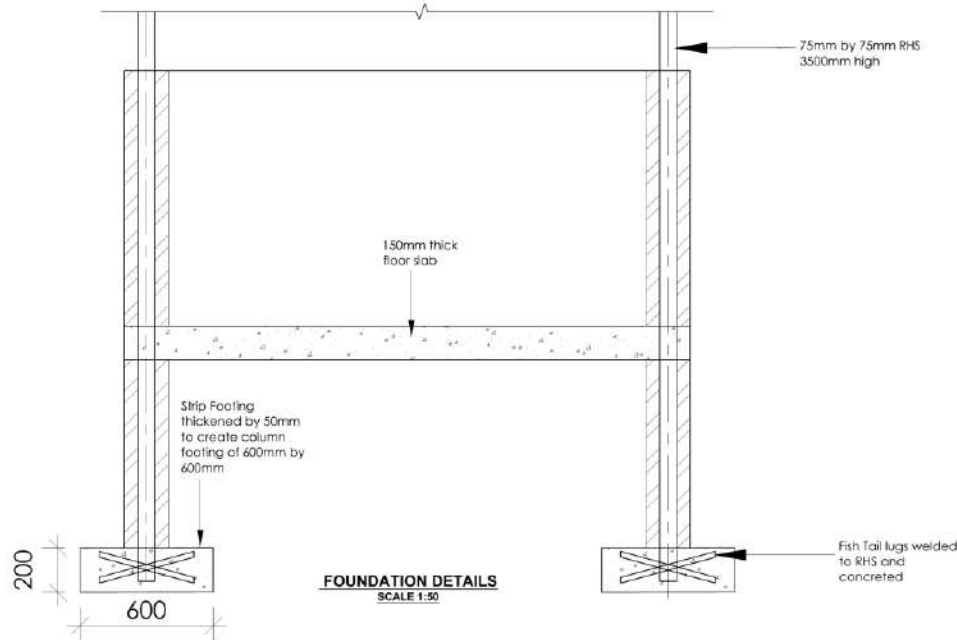 75mm by 75mm RHS
3500mm high
150mm thick
floor slab
Strip Footing
thickened by 50mm
to create column
footing of 600mm by
600mm
200
600
FOUNDATION DETAILS
SCALE 1:50
Fish Tail lugs welded
to RHS and
concreted